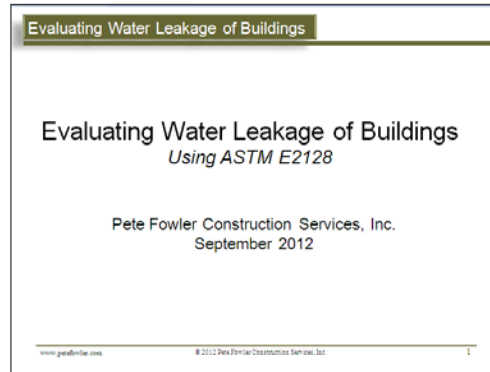 Evaluating Water Leakage of Buildings
Evaluating Water Leakage of Buildings
Using ASTM E2128
Pete Fowler Construction Services, Inc.
September 2012
www.petefowler.com © 2012 Pete Fowler Construction Services, Inc 1